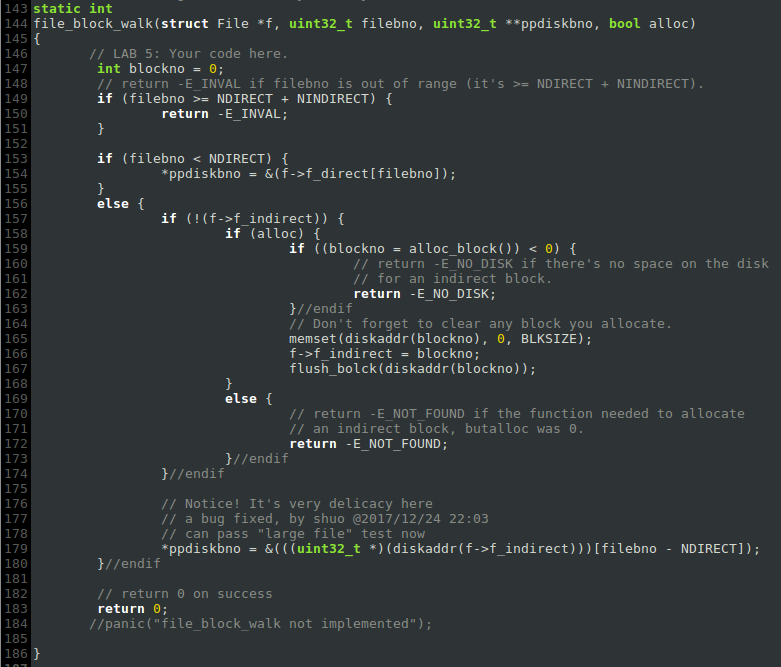 143 static int
144 file_block_walk(struct File *f, uint32_t filebno, uint32_t **ppdiskbno, bool alloc)
145 {
146        // LAB 5: Your code here.
147         int blockno = 0;
148         // return -E_INVAL if filebno is out of range (it's >= NDIRECT + NINDIRECT).
149         if (filebno >= NDIRECT + NINDIRECT) {
150                 return -E_INVAL;
151         }
152
153         if (filebno < NDIRECT) {
154                 *ppdiskbno = &(f->f_direct[filebno]);
155         }
156         else {
157                 if (!(f->f_indirect)) {
158                         if (alloc) {
159                                 if ((blockno = alloc_block()) < 0) {
160                                         // return -E_NO_DISK if there's no space on the disk
161                                         // for an indirect block.
162                                         return -E_NO_DISK;
163                                 }//endif
164                                 // Don't forget to clear any block you allocate.
165                                 memset(diskaddr(blockno), 0, BLKSIZE);
166                                 f->f_indirect = blockno;
167                                 flush_bolck(diskaddr(blockno));
168                         }
169                         else {
170                                 // return -E_NOT_FOUND if the function needed to allocate
171                                 // an indirect block, butalloc was 0.
172                                 return -E_NOT_FOUND;
173                         }//endif
174                 }//endif
175
176                 // Notice! It's very delicacy here
177                 // a bug fixed, by shuo @2017/12/24 22:03
178                 // can pass "large file" test now
179                 *ppdiskbno = &(((uint32_t *)(diskaddr(f->f_indirect)))[filebno - NDIRECT]);
180         }//endif
181
182         // return 0 on success
183         return 0;
184        //panic("file_block_walk not implemented");
185
186 }